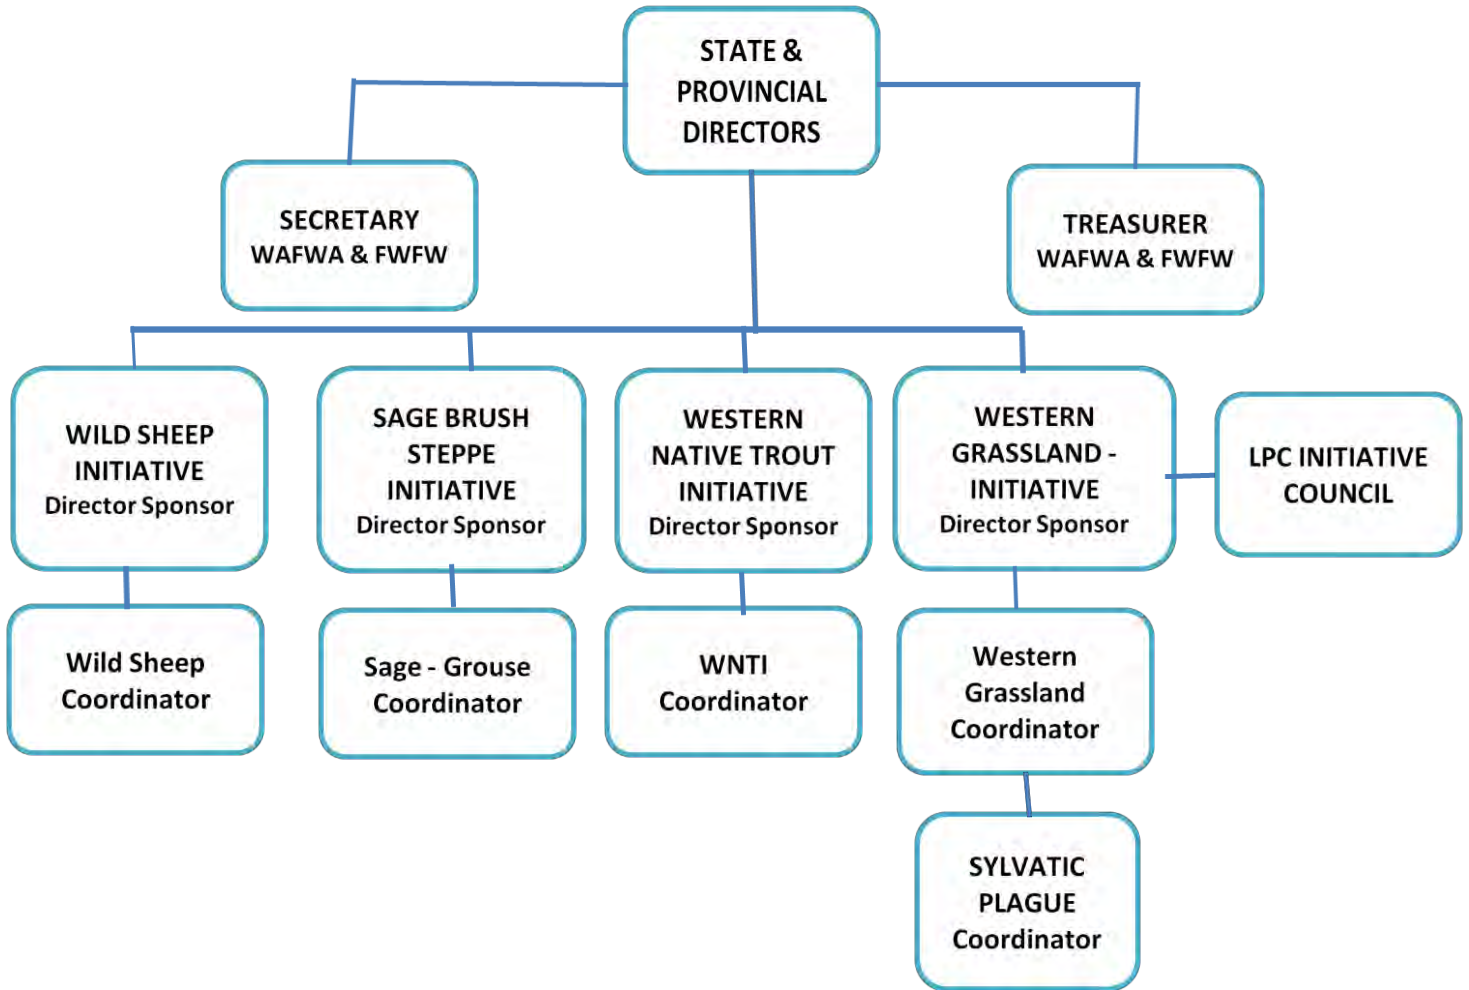 STATE &
PROVINCIAL
DIRECTORS
SECRETARY
WAFWA & FWFW
TREASURER
WAFWA & FWFW
WILD SHEEP
INITIATIVE
Director Sponsor
SAGE BRUSH
STEPPE
INITIATIVE
Director Sponsor
WESTERN
NATIVE TROUT
INITIATIVE
Director Sponsor
WESTERN
GRASSLAND -
INITIATIVE
Director Sponsor
LPC INITIATIVE
COUNCIL
Wild Sheep
Coordinator
Sage - Grouse
Coordinator
WNTI
Coordinator
Western
Grassland
Coordinator
SYLVATIC
PLAGUE
Coordinator